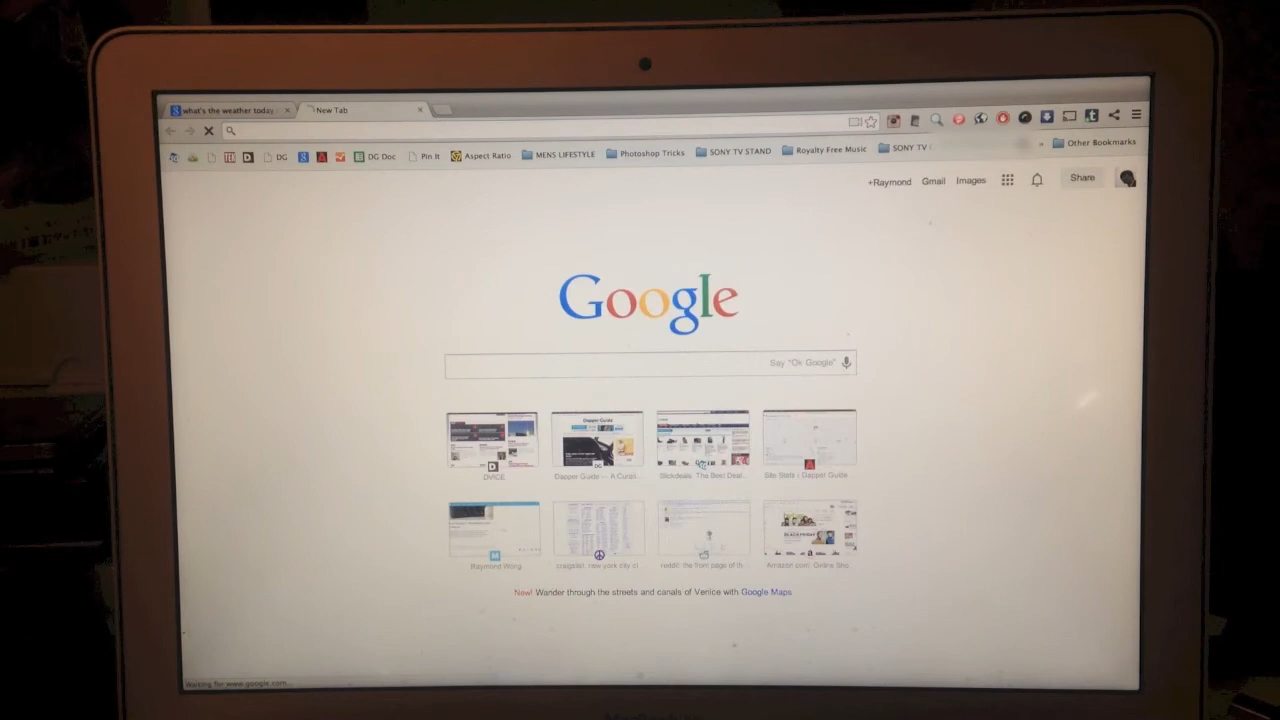 what's the weather today
New Tab
DG
DG Doc
Pin It
Aspect Ratio
MENS LIFESTYLE
Photoshop Tricks
SONY TV STAND
Royalty Free Music
SONY TV
»
Other Bookmarks
+Raymond
Gmail
Images
Share
Google
Say "Ok Google"
DVICE
Dapper Guide - A Curat...
Slickdeals: The Best Deal...
Site Stats ‹ Dapper Guide
Raymond Wong
craigslist: new york city cl...
reddit: the front page of th...
Amazon.com: Online Sho...
New! Wander through the streets and canals of Venice with Google Maps
Waiting for www.google.com...